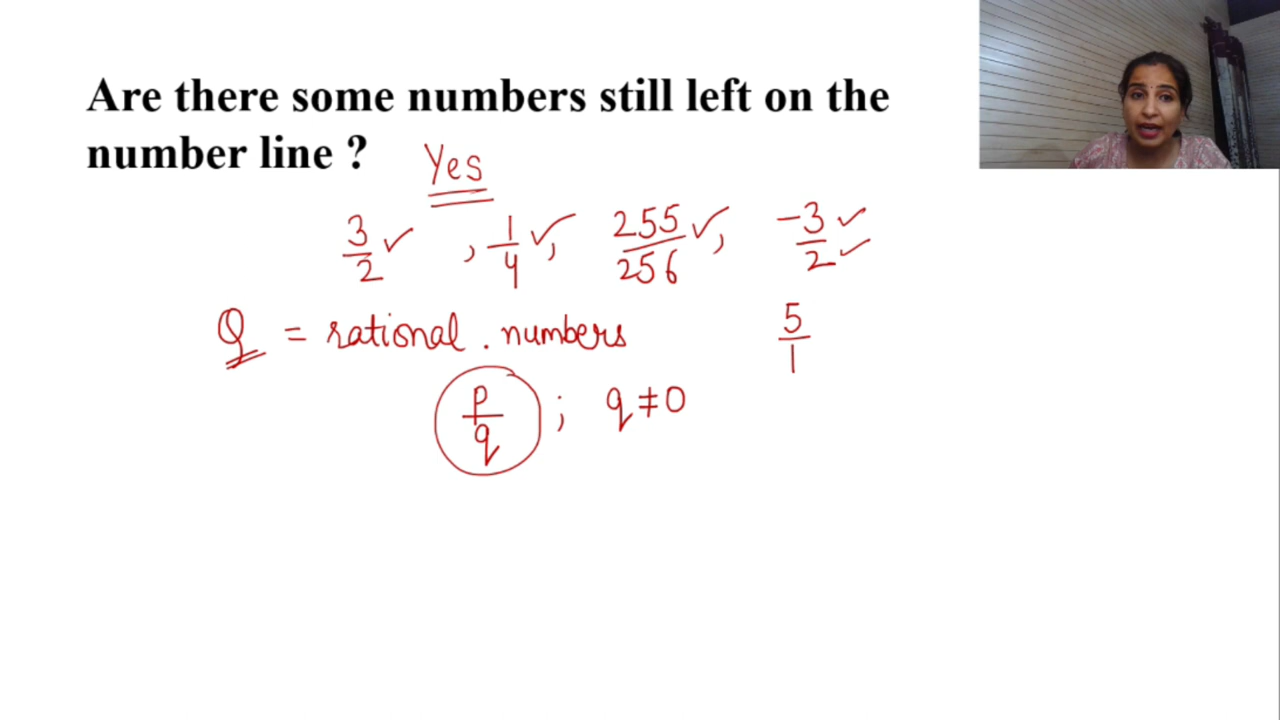 Are there some numbers still left on the
number line ? Yes
3/2 ✓ , 1/4 ✓, 255/256 ✓, -3/2 ✓ ✓
Q = rational . numbers 5/1
p/q ; q≠0